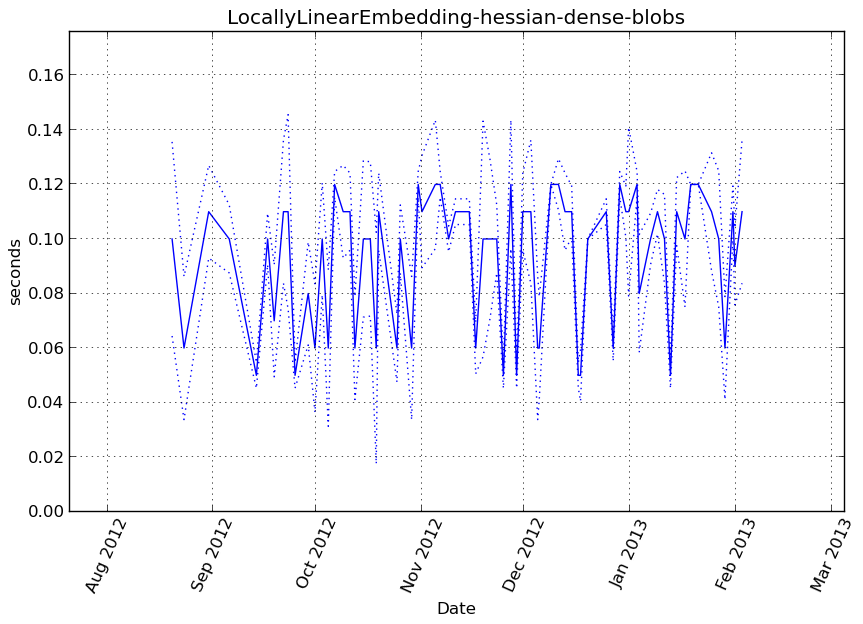 LocallyLinearEmbedding-hessian-dense-blobs
0.16
0.14
0.12
0.10
0.08
0.06
0.04
0.02
0.00
seconds
Aug 2012
Sep 2012
Oct 2012
Nov 2012
Dec 2012
Jan 2013
Feb 2013
Mar 2013
Date